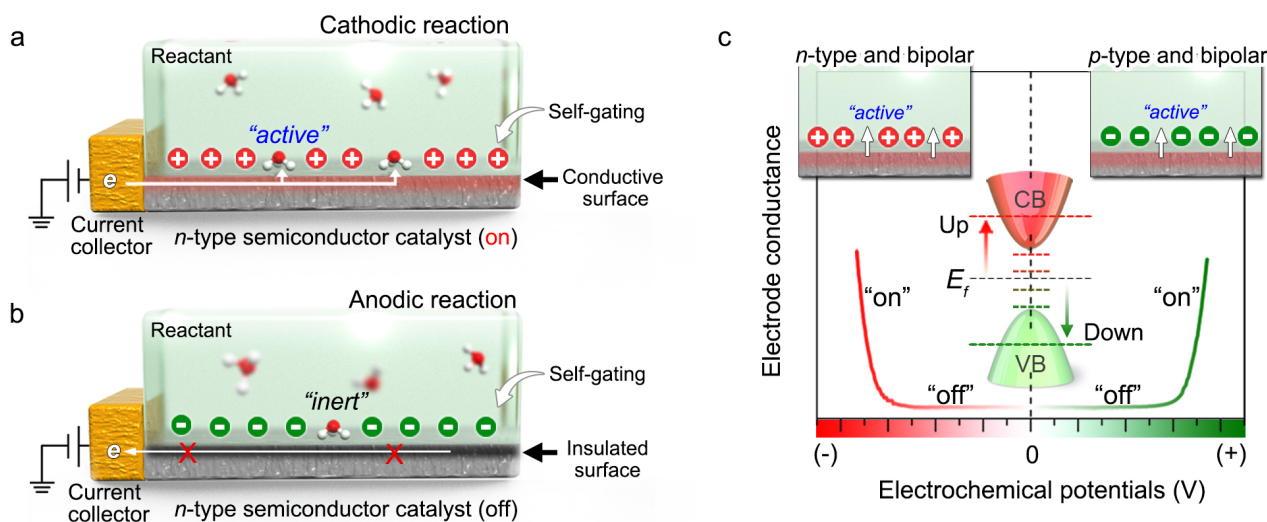 a
Cathodic reaction
Reactant
Self-gating
“active”
e
Conductive
surface
Current
collector
n-type semiconductor catalyst (on)
b
Anodic reaction
Reactant
Self-gating
“inert”
e
Insulated
surface
Current
collector
n-type semiconductor catalyst (off)
c
n-type and bipolar
“active”
p-type and bipolar
“active”
Electrode conductance
CB
Up
Ef
“on”
“on”
Down
VB
“off”
“off”
(-)
0
(+)
Electrochemical potentials (V)